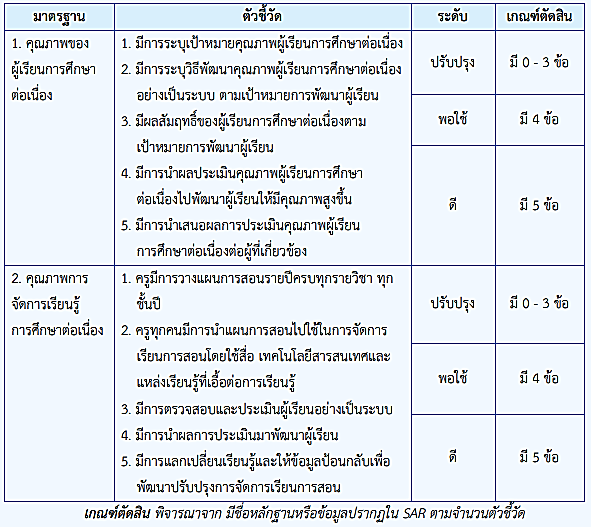 มาตรฐาน ตัวชี้วัด ระดับ เกณฑ์ตัดสิน
1. คุณภาพของ
ผู้เรียนการศึกษา
ต่อเนื่อง
1. มีการระบุเป้าหมายคุณภาพผู้เรียนการศึกษาต่อเนื่อง
2. มีการระบุวิธีพัฒนาคุณภาพผู้เรียนการศึกษาต่อเนื่อง
อย่างเป็นระบบ ตามเป้าหมายการพัฒนาผู้เรียน
3. มีผลสัมฤทธิ์ของผู้เรียนการศึกษาต่อเนื่องตาม
เป้าหมายการพัฒนาผู้เรียน
4. มีการนำผลประเมินคุณภาพผู้เรียนการศึกษา
ต่อเนื่องไปพัฒนาผู้เรียนให้มีคุณภาพสูงขึ้น
5. มีการนำเสนอผลการประเมินคุณภาพผู้เรียน
การศึกษาต่อเนื่องต่อผู้ที่เกี่ยวข้อง
ปรับปรุง มี 0 - 3 ข้อ
พอใช้ มี 4 ข้อ
ดี มี 5 ข้อ
2. คุณภาพการ
จัดการเรียนรู้
การศึกษาต่อเนื่อง
1. ครูมีการวางแผนการสอนรายปีครบทุกรายวิชา ทุก
ชั้นปี
2. ครูทุกคนมีการนำแผนการสอนไปใช้ในการจัดการ
เรียนการสอนโดยใช้สื่อ เทคโนโลยีสารสนเทศและ
แหล่งเรียนรู้ที่เอื้อต่อการเรียนรู้
3. มีการตรวจสอบและประเมินผู้เรียนอย่างเป็นระบบ
4. มีการนำผลการประเมินมาพัฒนาผู้เรียน
5. มีการแลกเปลี่ยนเรียนรู้และให้ข้อมูลป้อนกลับเพื่อ
พัฒนาปรับปรุงการจัดการเรียนการสอน
ปรับปรุง มี 0 - 3 ข้อ
พอใช้ มี 4 ข้อ
ดี มี 5 ข้อ
เกณฑ์ตัดสิน พิจารณาจาก มีชื่อหลักฐานหรือข้อมูลปรากฏใน SAR ตามจำนวนตัวชี้วัด